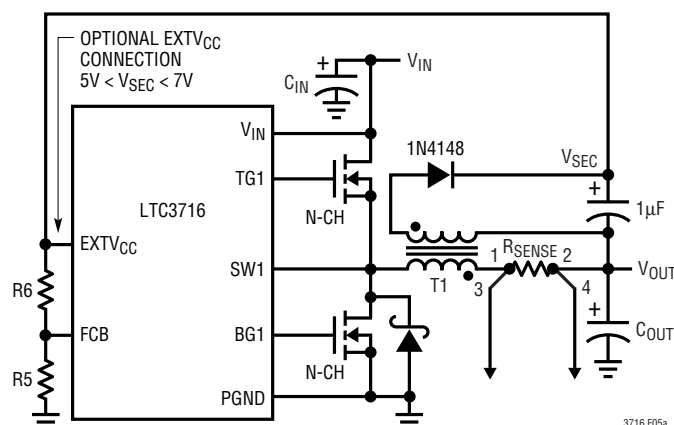 OPTIONAL EXTVCC
CONNECTION
5V < VSEC < 7V
+
CIN
VIN
VIN
TG1
N-CH
1N4148
VSEC
+
1μF
LTC3716
EXTVCC
R6
SW1
T1
1
RSENSE
2
3
4
VOUT
FCB
BG1
N-CH
+
COUT
R5
PGND
3716 F05a